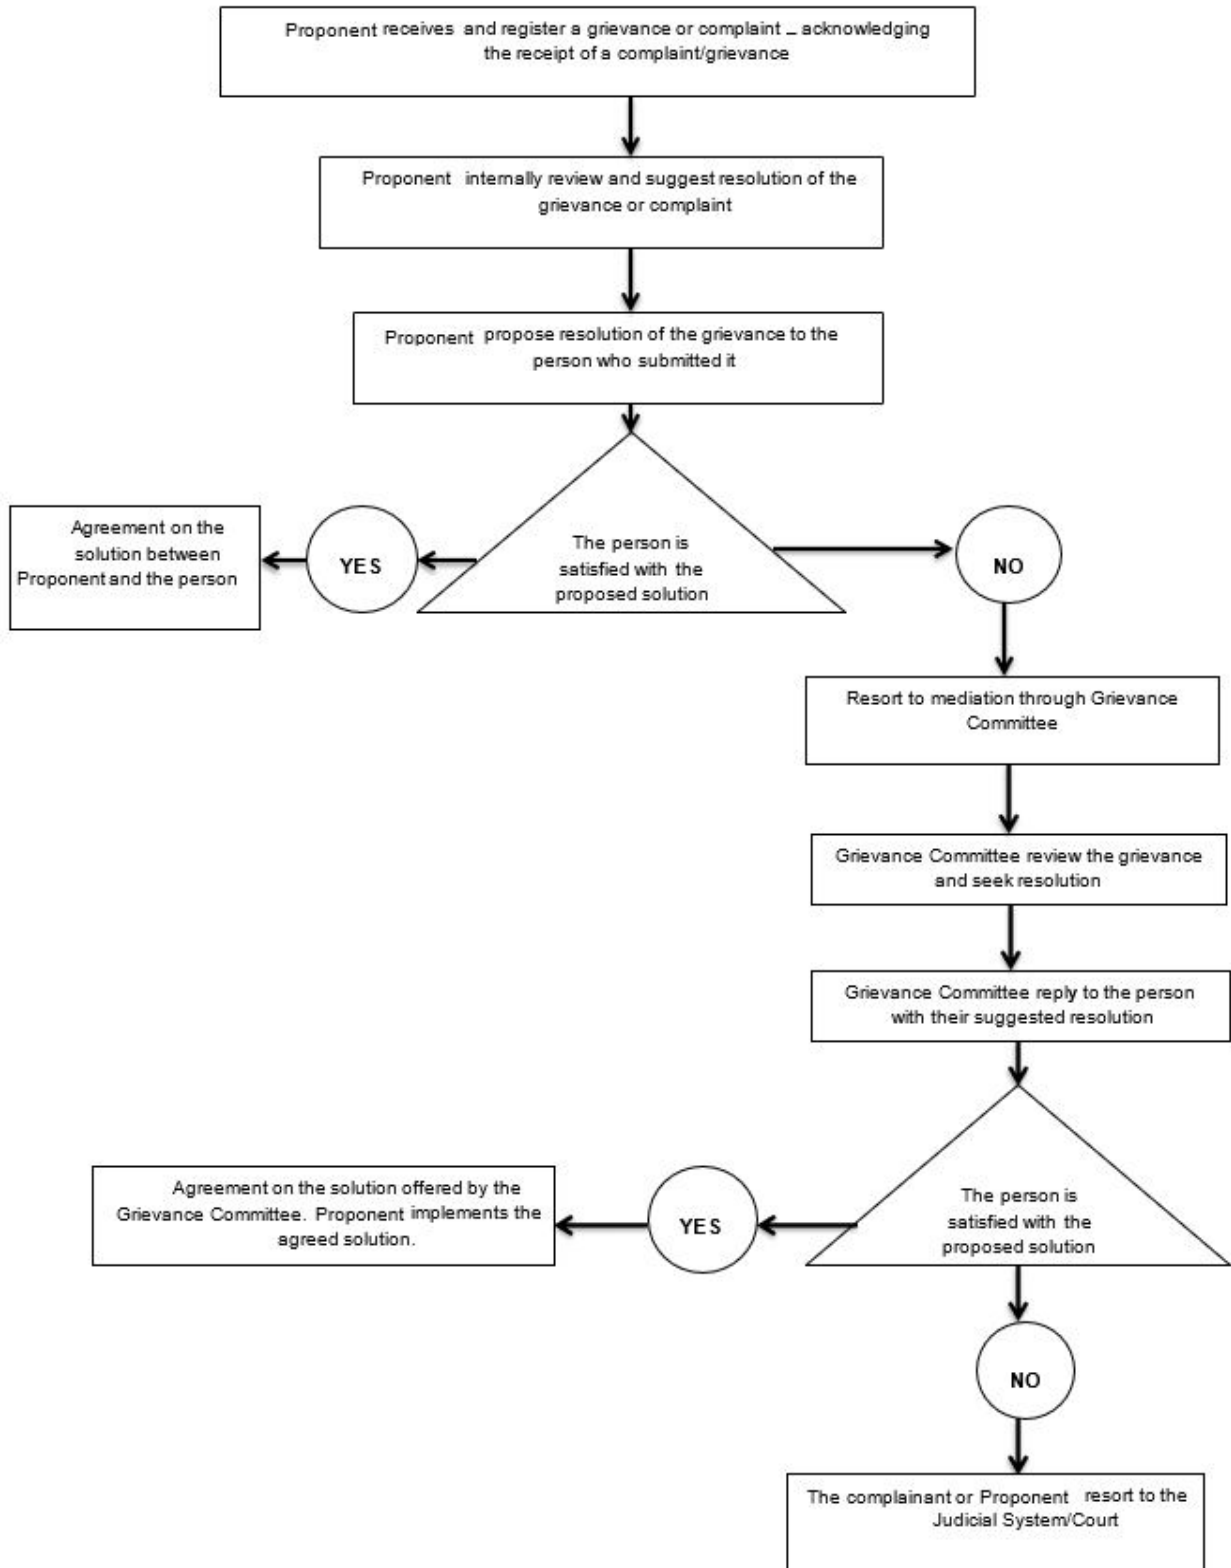 Proponent receives and register a grievance or complaint – acknowledging
the receipt of a complaint/grievance
Proponent internally review and suggest resolution of the
grievance or complaint
Proponent propose resolution of the grievance to the
person who submitted it
The person is
satisfied with the
proposed solution
YES
Agreement on the
solution between
Proponent and the person
NO
Resort to mediation through Grievance
Committee
Grievance Committee review the grievance
and seek resolution
Grievance Committee reply to the person
with their suggested resolution
The person is
satisfied with the
proposed solution
YES
Agreement on the solution offered by the
Grievance Committee. Proponent implements the
agreed solution.
NO
The complainant or Proponent resort to the
Judicial System/Court